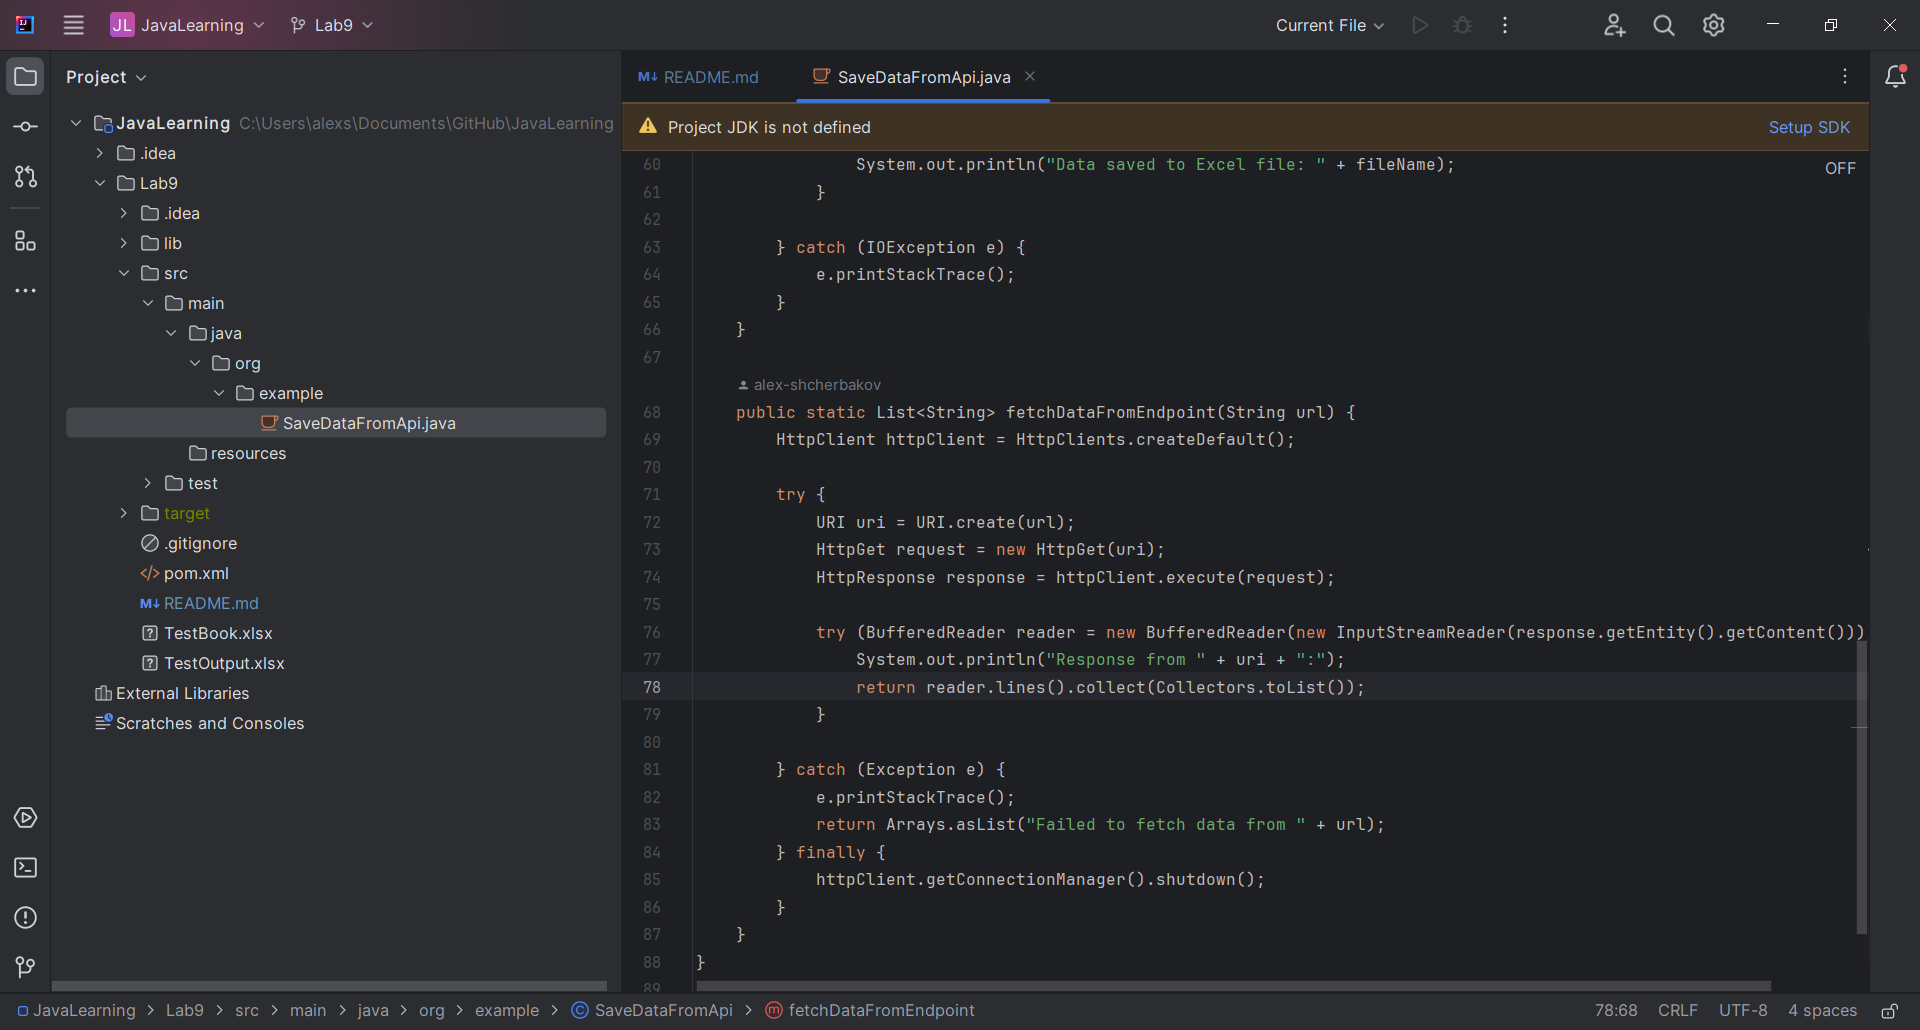 JL JavaLearning Lab9 Current File
Project
JavaLearning C:\Users\alexs\Documents\GitHub\JavaLearning
.idea
Lab9
.idea
lib
src
main
java
org
example
SaveDataFromApi.java
resources
test
target
.gitignore
</> pom.xml
M↓ README.md
TestBook.xlsx
TestOutput.xlsx
External Libraries
Scratches and Consoles
M↓ README.md SaveDataFromApi.java
Project JDK is not defined Setup SDK
OFF
60 System.out.println("Data saved to Excel file: " + fileName);
61 }
62
63 } catch (IOException e) {
64 e.printStackTrace();
65 }
66 }
67
alex-shcherbakov
68 public static List<String> fetchDataFromEndpoint(String url) {
69 HttpClient httpClient = HttpClients.createDefault();
70
71 try {
72 URI uri = URI.create(url);
73 HttpGet request = new HttpGet(uri);
74 HttpResponse response = httpClient.execute(request);
75
76 try (BufferedReader reader = new BufferedReader(new InputStreamReader(response.getEntity().getContent()))
77 System.out.println("Response from " + uri + ":");
78 return reader.lines().collect(Collectors.toList());
79 }
80
81 } catch (Exception e) {
82 e.printStackTrace();
83 return Arrays.asList("Failed to fetch data from " + url);
84 } finally {
85 httpClient.getConnectionManager().shutdown();
86 }
87 }
88 }
89
JavaLearning > Lab9 > src > main > java > org > example > SaveDataFromApi > fetchDataFromEndpoint 78:68 CRLF UTF-8 4 spaces